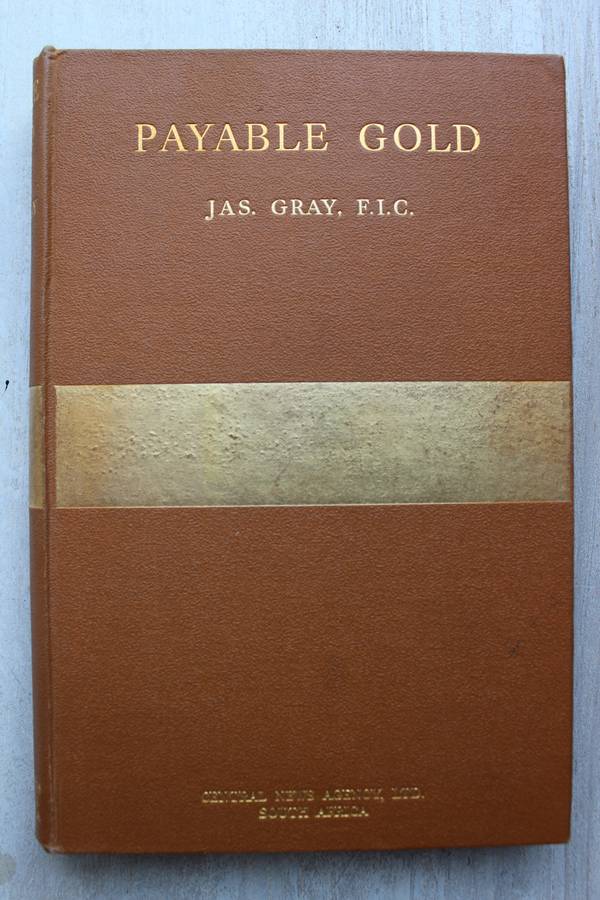 PAYABLE GOLD
JAS. GRAY, F.I.C.
CENTRAL NEWS AGENCY, LTD.
SOUTH AFRICA